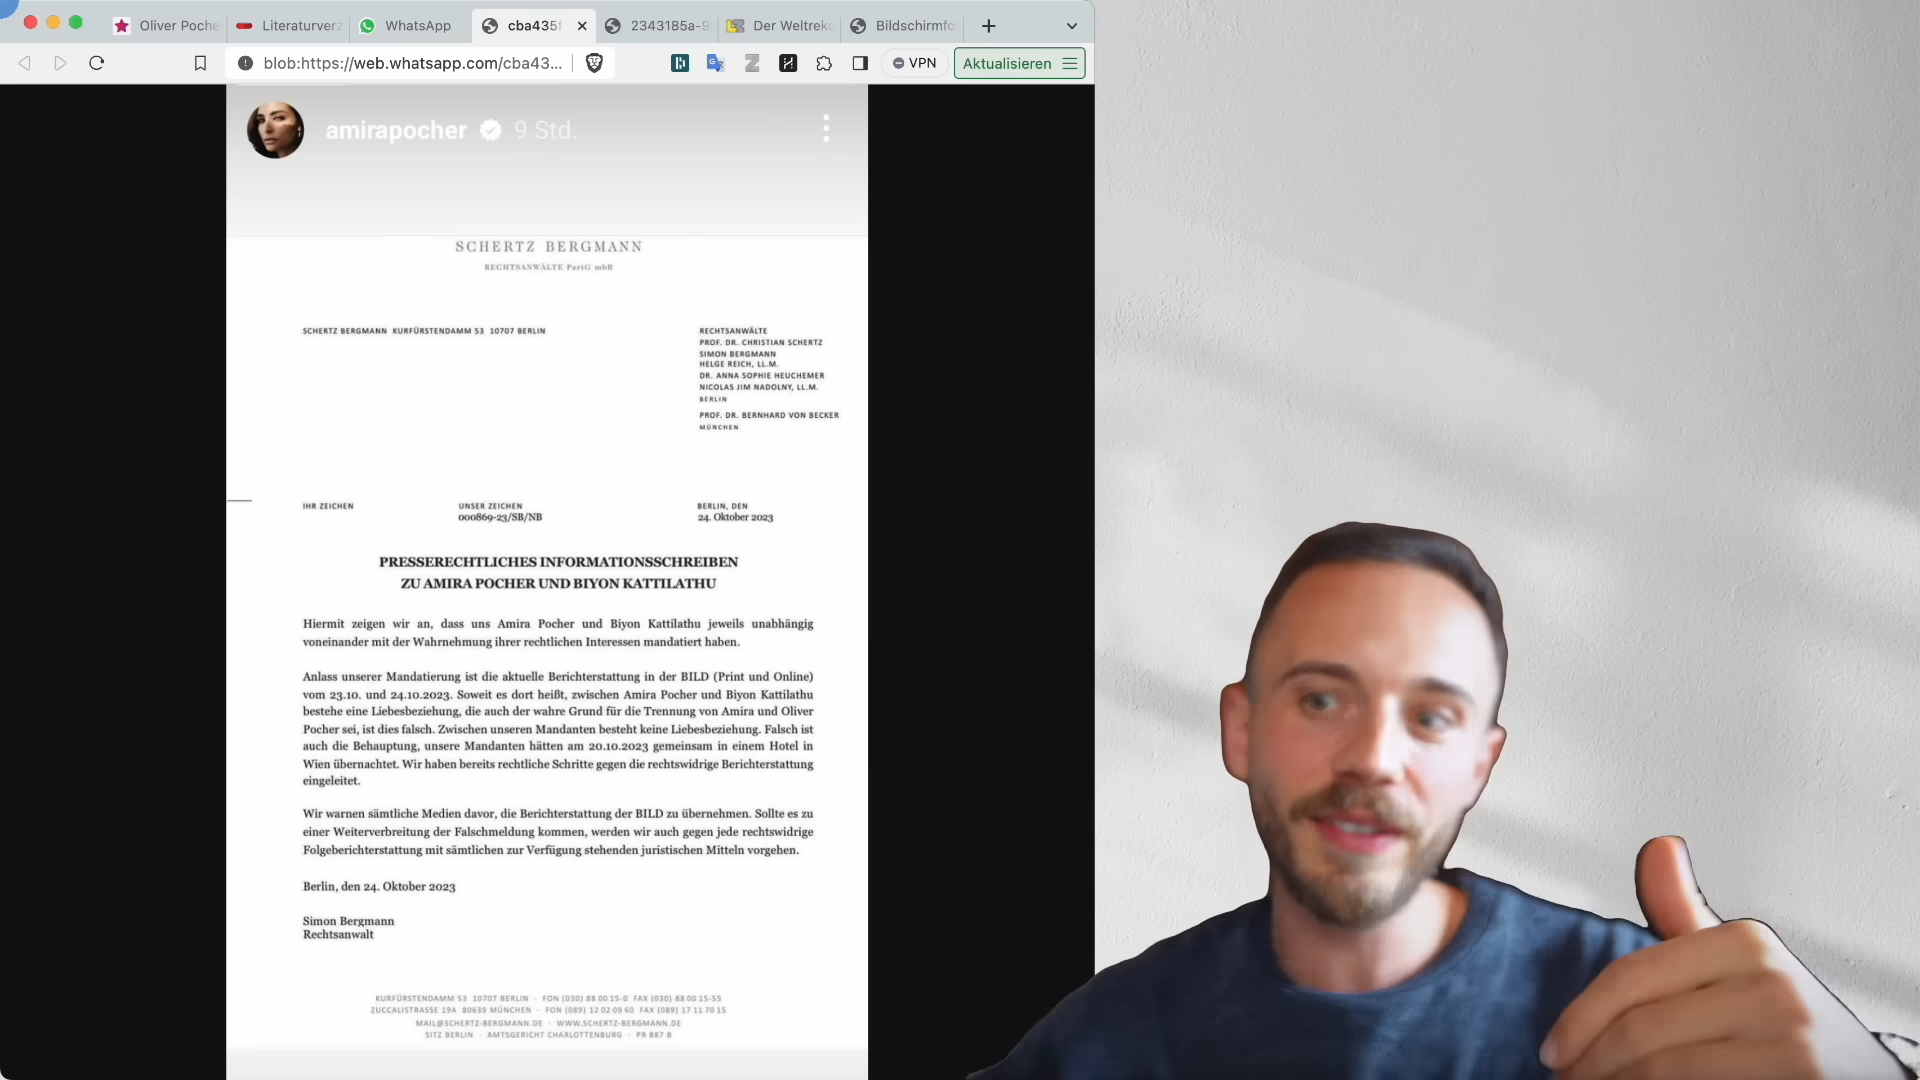 Oliver Poche
Literaturverz
WhatsApp
cba435f
2343185a-9
Der Weltreko
Bildschirmfo
blob:https://web.whatsapp.com/cba43...
VPN
Aktualisieren
amirapocher 9 Std.
SCHERTZ BERGMANN
RECHTSANWÄLTE PartG mbB
SCHERTZ BERGMANN KURFÜRSTENDAMM 53 10707 BERLIN
RECHTSANWÄLTE
PROF. DR. CHRISTIAN SCHERTZ
SIMON BERGMANN
HELGE REICH, LL.M.
DR. ANNA SOPHIE HEUCHEMER
NICOLAS JIM NADOLNY, LL.M.
BERLIN
PROF. DR. BERNHARD VON BECKER
MÜNCHEN
IHR ZEICHEN
UNSER ZEICHEN
000869-23/SB/NB
BERLIN, DEN
24. Oktober 2023
PRESSERECHTLICHES INFORMATIONSSCHREIBEN
ZU AMIRA POCHER UND BIYON KATTILATHU
Hiermit zeigen wir an, dass uns Amira Pocher und Biyon Kattilathu jeweils unabhängig
voneinander mit der Wahrnehmung ihrer rechtlichen Interessen mandatiert haben.
Anlass unserer Mandatierung ist die aktuelle Berichterstattung in der BILD (Print und Online)
vom 23.10. und 24.10.2023. Soweit es dort heißt, zwischen Amira Pocher und Biyon Kattilathu
bestehe eine Liebesbeziehung, die auch der wahre Grund für die Trennung von Amira und Oliver
Pocher sei, ist dies falsch. Zwischen unseren Mandanten besteht keine Liebesbeziehung. Falsch ist
auch die Behauptung, unsere Mandanten hätten am 20.10.2023 gemeinsam in einem Hotel in
Wien übernachtet. Wir haben bereits rechtliche Schritte gegen die rechtswidrige Berichterstattung
eingeleitet.
Wir warnen sämtliche Medien davor, die Berichterstattung der BILD zu übernehmen. Sollte es zu
einer Weiterverbreitung der Falschmeldung kommen, werden wir auch gegen jede rechtswidrige
Folgeberichterstattung mit sämtlichen zur Verfügung stehenden juristischen Mitteln vorgehen.
Berlin, den 24. Oktober 2023
Simon Bergmann
Rechtsanwalt
KURFÜRSTENDAMM 53 10707 BERLIN · FON (030) 88 00 15-0 FAX (030) 88 00 15-55
ZUCCALISTRASSE 19A 80639 MÜNCHEN · FON (089) 12 02 09 60 FAX (089) 17 11 70 15
MAIL@SCHERTZ-BERGMANN.DE · WWW.SCHERTZ-BERGMANN.DE
SITZ BERLIN · AMTSGERICHT CHARLOTTENBURG · PR 887 B